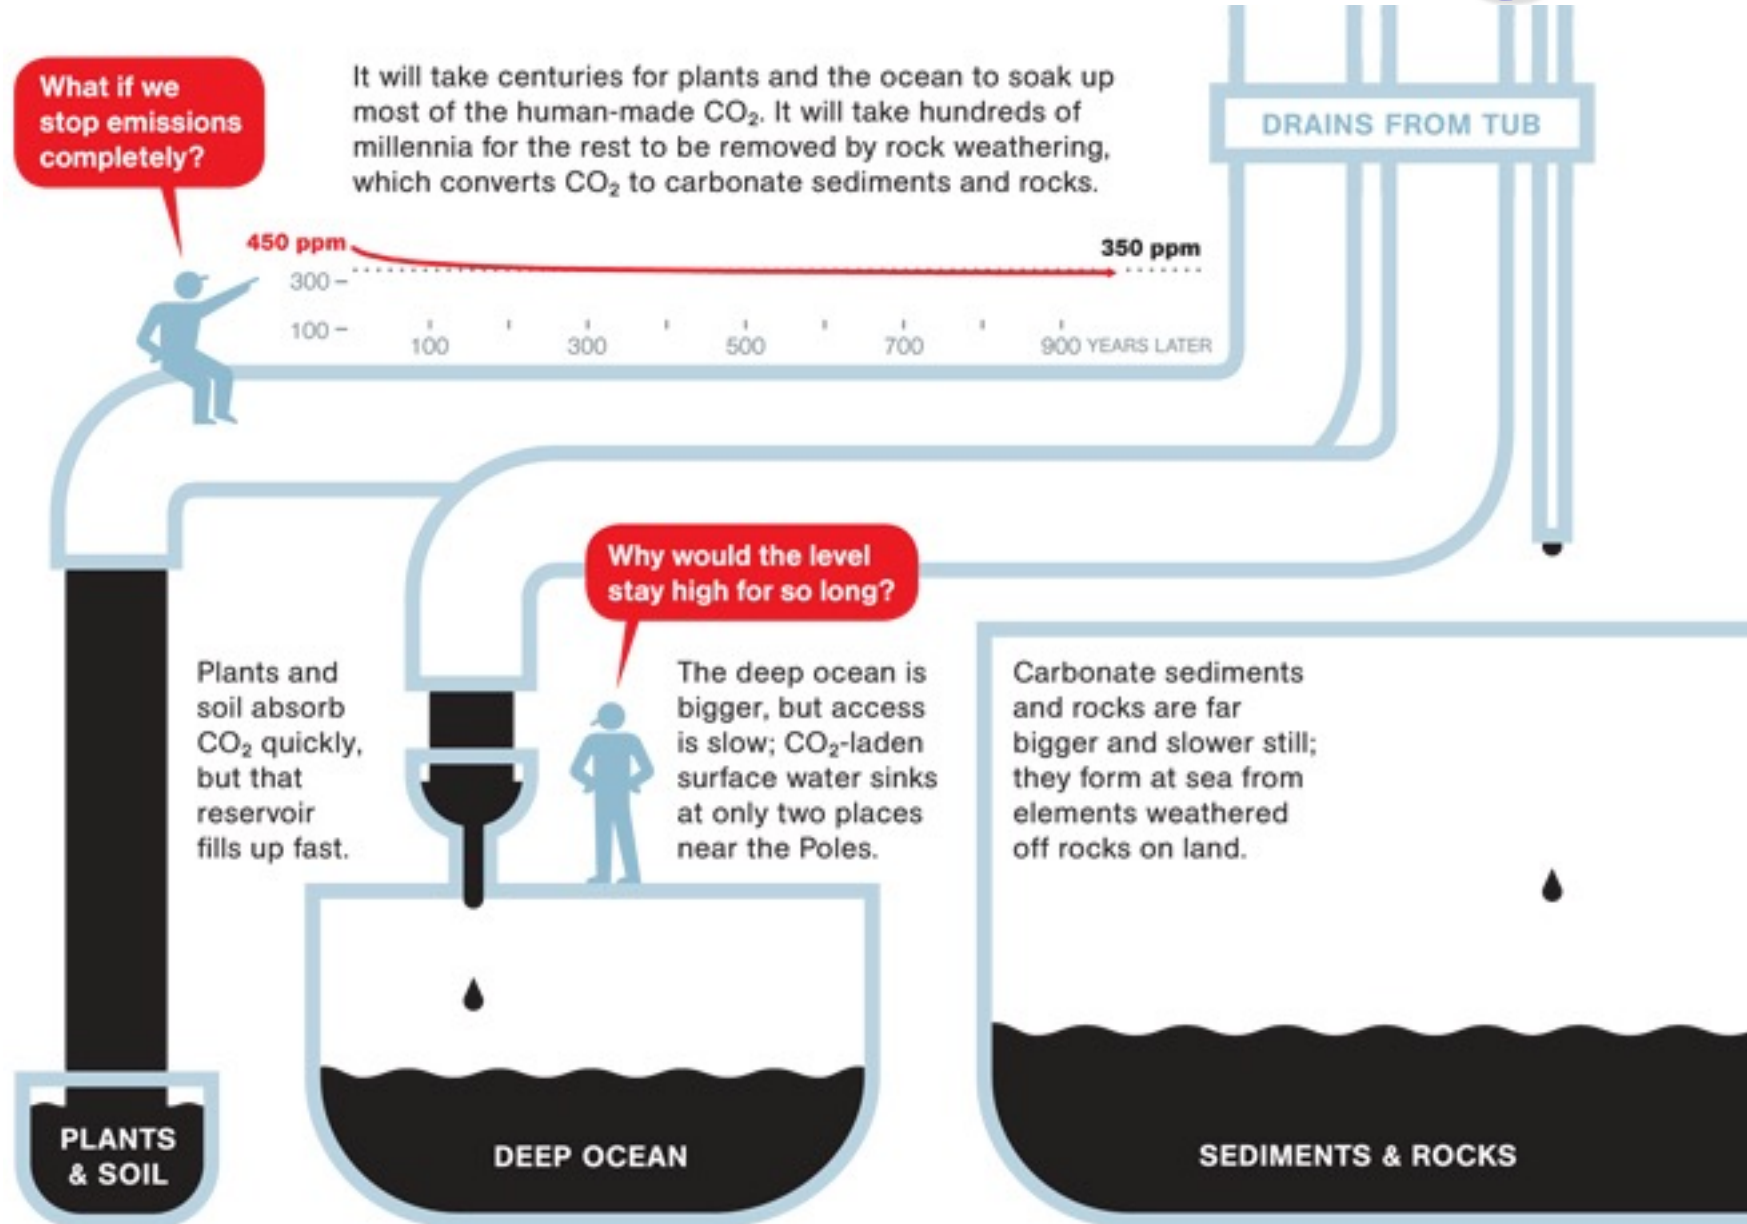 What if we
stop emissions
completely?
It will take centuries for plants and the ocean to soak up
most of the human-made CO₂. It will take hundreds of
millennia for the rest to be removed by rock weathering,
which converts CO₂ to carbonate sediments and rocks.
DRAINS FROM TUB
450 ppm
350 ppm
300
100
100 300 500 700 900 YEARS LATER
Why would the level
stay high for so long?
Plants and
soil absorb
CO₂ quickly,
but that
reservoir
fills up fast.
The deep ocean is
bigger, but access
is slow; CO₂-laden
surface water sinks
at only two places
near the Poles.
Carbonate sediments
and rocks are far
bigger and slower still;
they form at sea from
elements weathered
off rocks on land.
PLANTS
& SOIL
DEEP OCEAN
SEDIMENTS & ROCKS